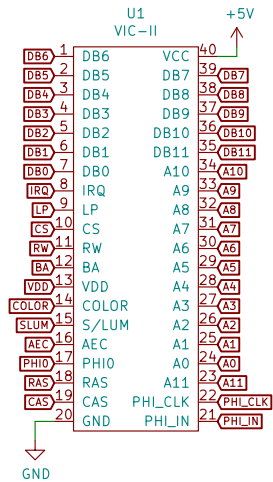 U1
VIC-II
+5V
DB6 1 DB6 VCC 40
DB5 2 DB5 DB7 39 DB7
DB4 3 DB4 DB8 38 DB8
DB3 4 DB3 DB9 37 DB9
DB2 5 DB2 DB10 36 DB10
DB1 6 DB1 DB11 35 DB11
DB0 7 DB0 A10 34 A10
IRQ 8 IRQ A9 33 A9
LP 9 LP A8 32 A8
CS 10 CS A7 31 A7
RW 11 RW A6 30 A6
BA 12 BA A5 29 A5
VDD 13 VDD A4 28 A4
COLOR 14 COLOR A3 27 A3
SLUM 15 S/LUM A2 26 A2
AEC 16 AEC A1 25 A1
PHI0 17 PHI0 A0 24 A0
RAS 18 RAS A11 23 A11
CAS 19 CAS PHI_CLK 22 PHI_CLK
20 GND PHI_IN 21 PHI_IN
GND